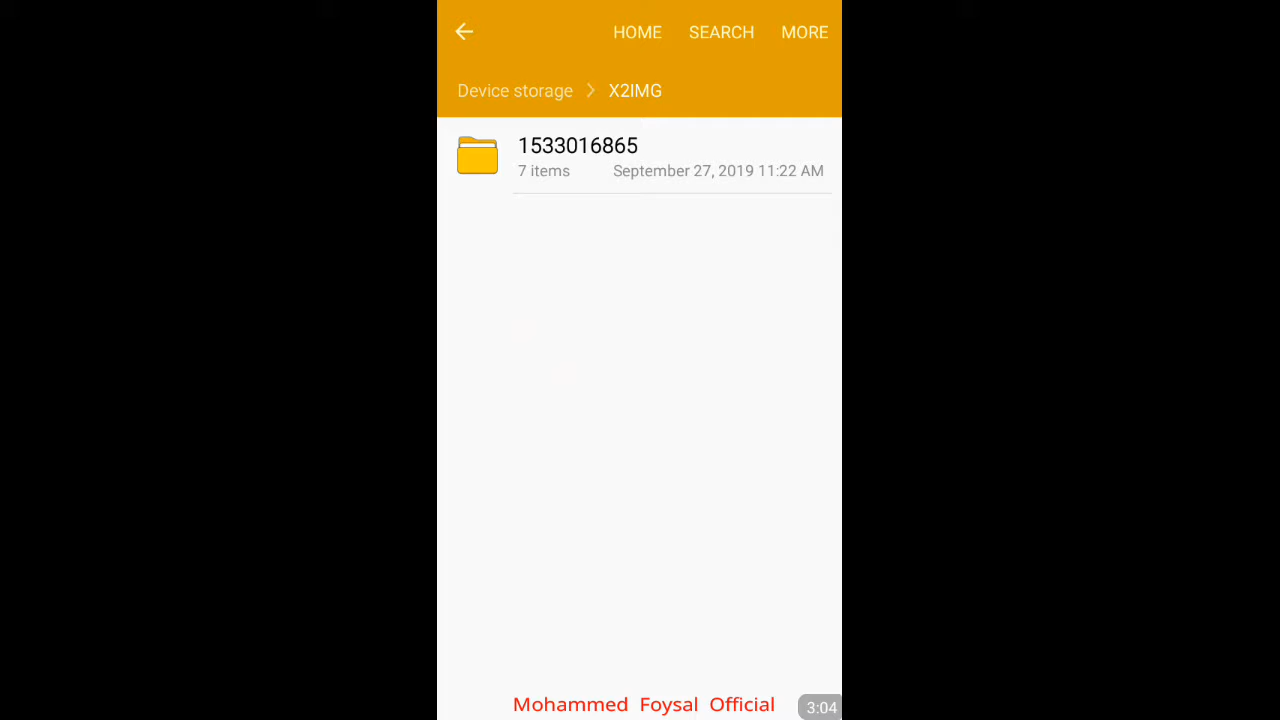 HOME SEARCH MORE
Device storage > X2IMG
1533016865
7 items September 27, 2019 11:22 AM
Mohammed Foysal Official
3:04